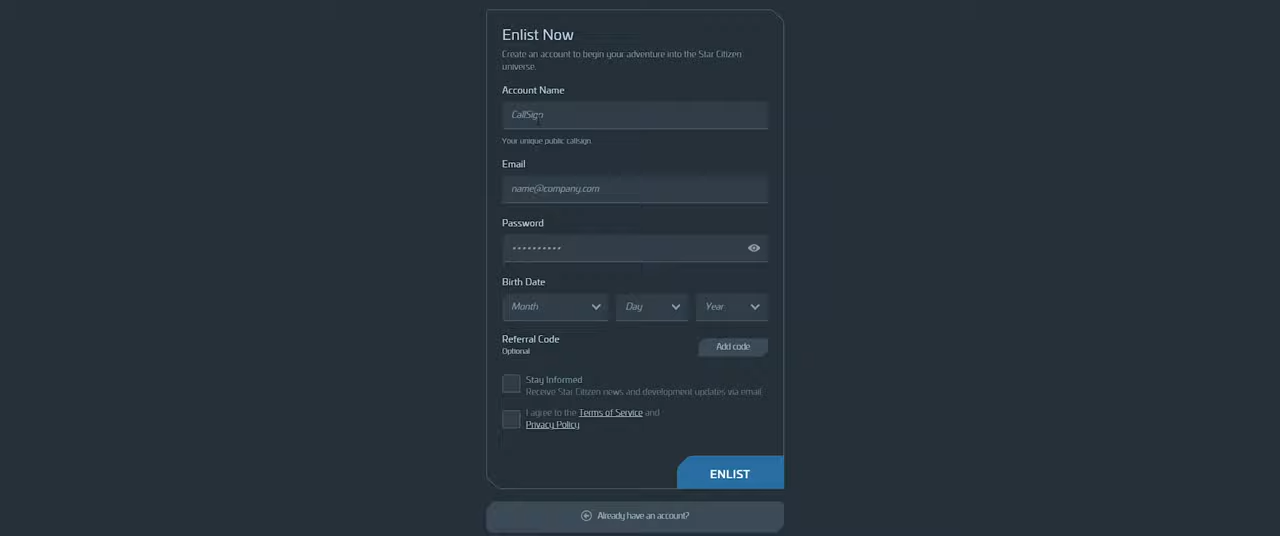 Enlist Now
Create an account to begin your adventure into the Star Citizen
universe.
Account Name
CallSign
Your unique public callsign.
Email
name@company.com
Password
••••••••••
Birth Date
Month Day Year
Referral Code
Optional
Add code
Stay Informed
Receive Star Citizen news and development updates via email.
I agree to the Terms of Service and
Privacy Policy
ENLIST
Already have an account?